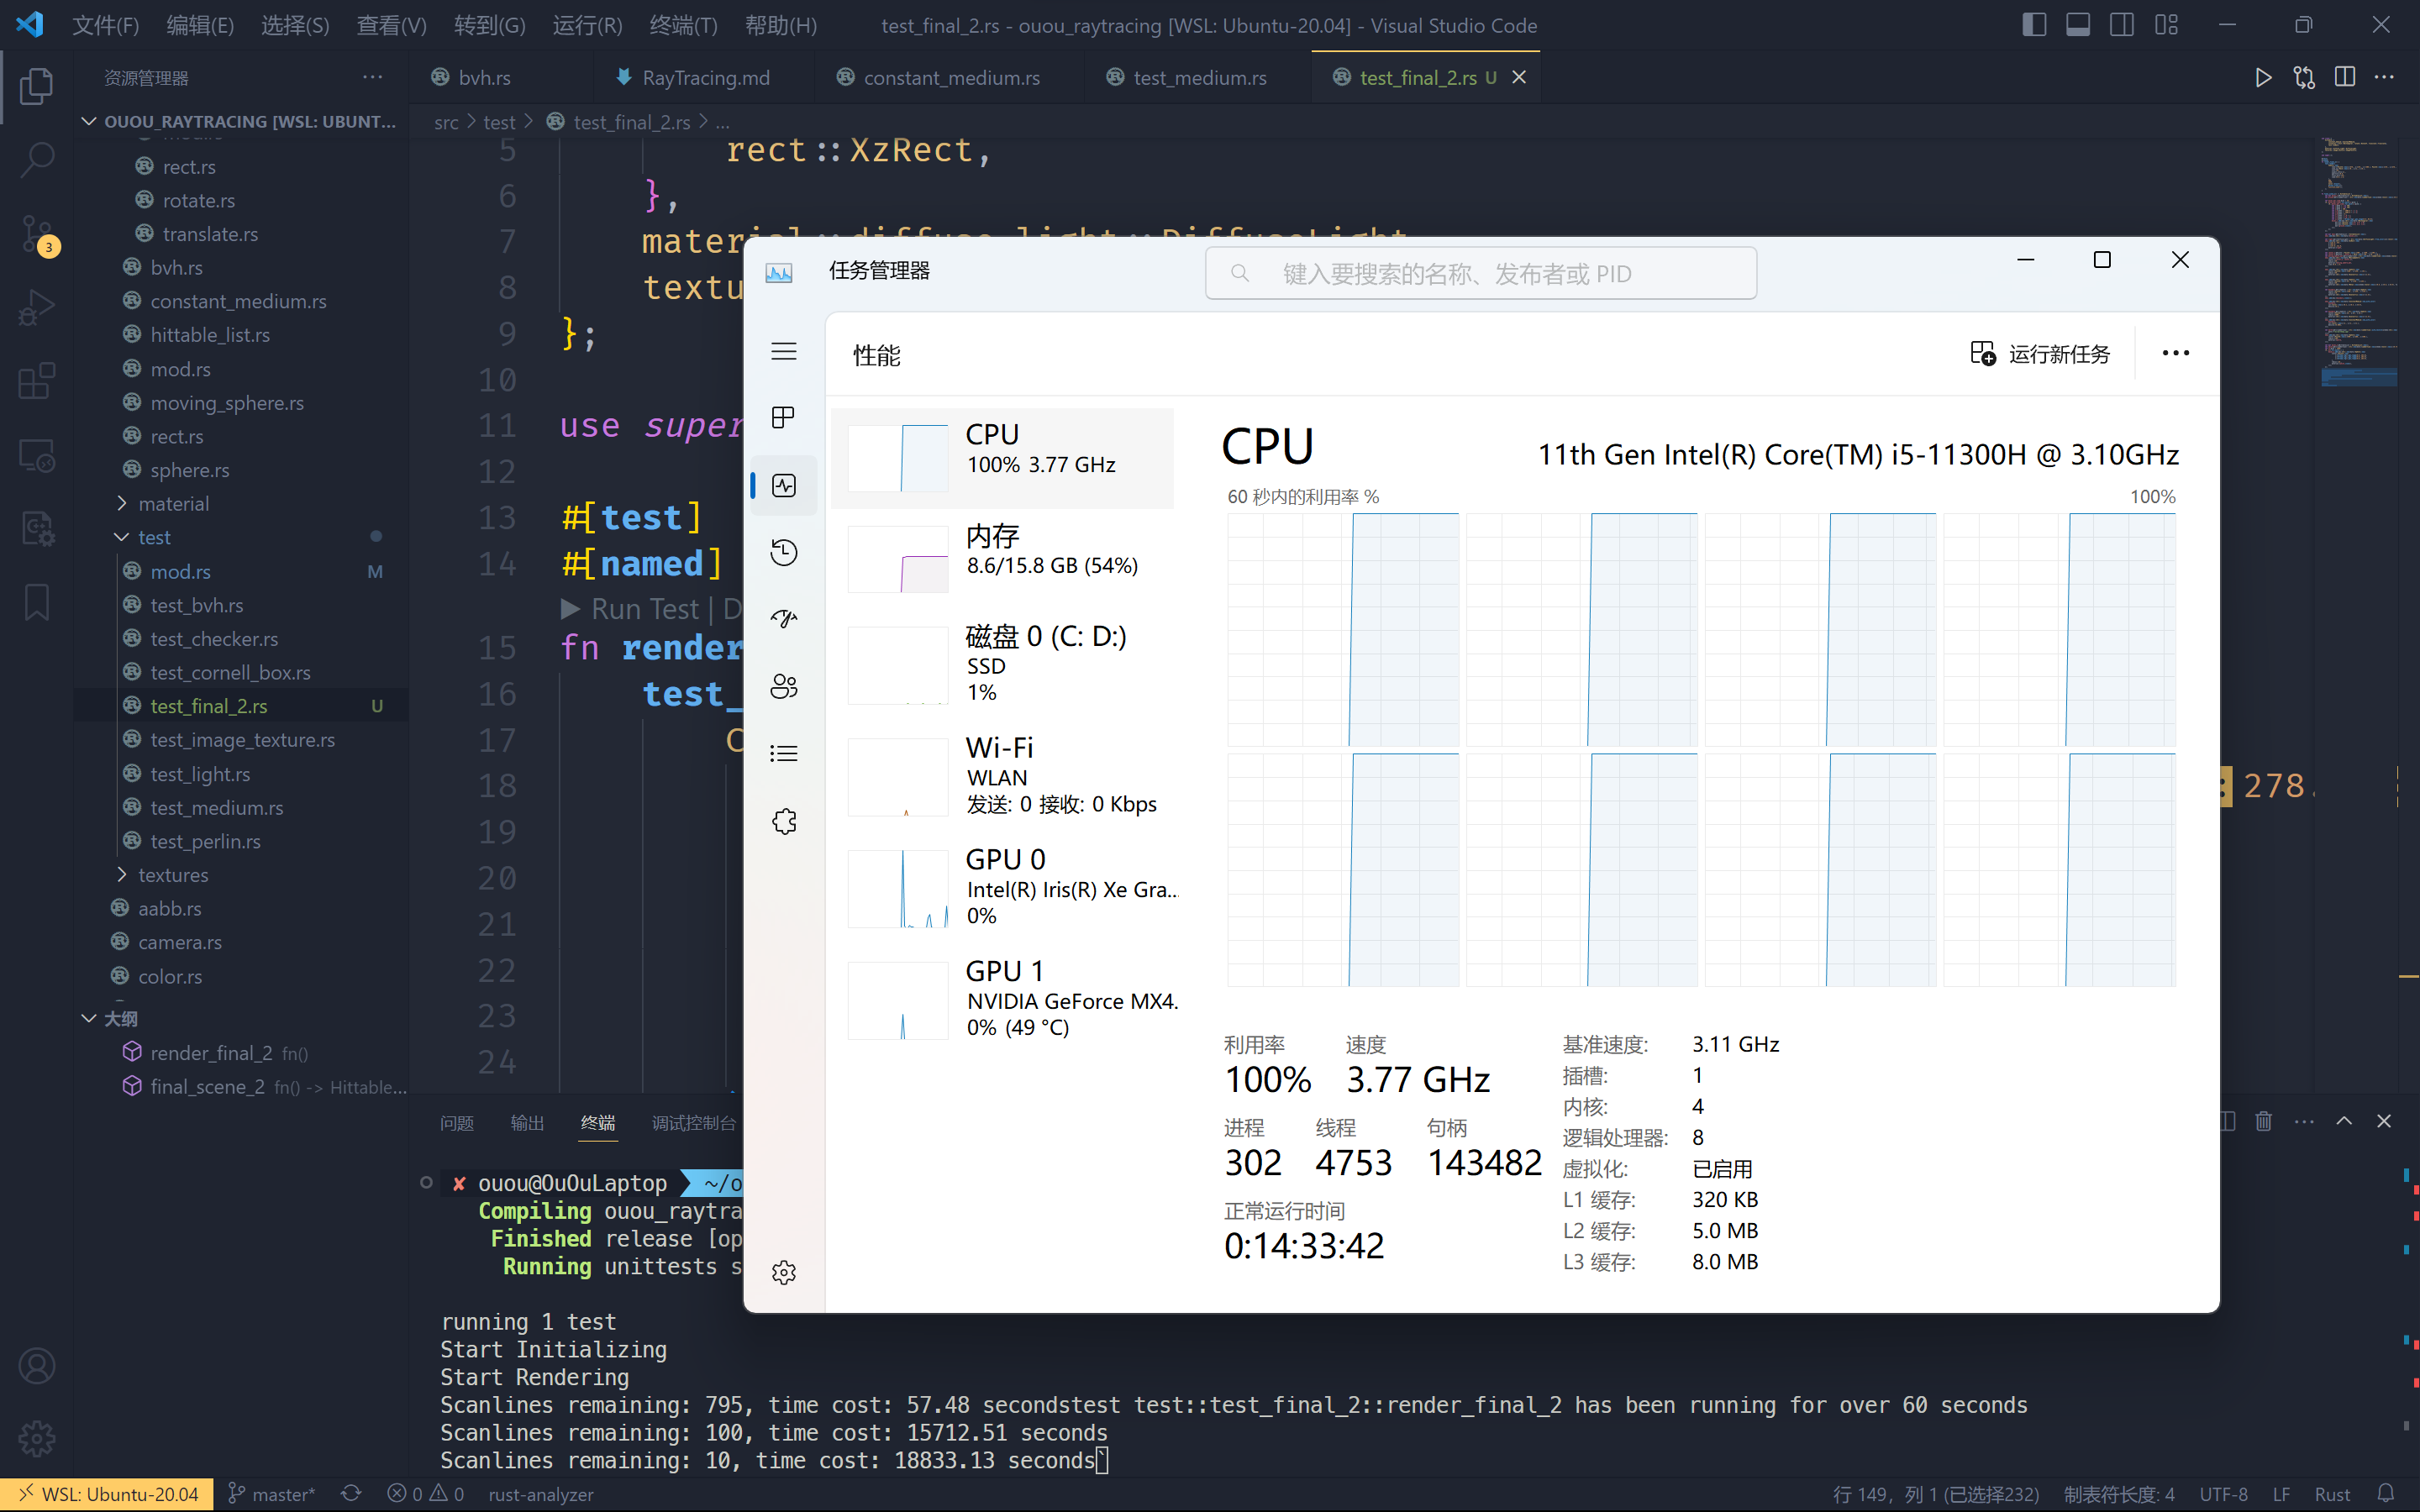 文件(F) 编辑(E) 选择(S) 查看(V) 转到(G) 运行(R) 终端(T) 帮助(H) test_final_2.rs - ouou_raytracing [WSL: Ubuntu-20.04] - Visual Studio Code
资源管理器
bvh.rs RayTracing.md constant_medium.rs test_medium.rs test_final_2.rs U
OUOU_RAYTRACING [WSL: UBUNT...
src > test > test_final_2.rs > ...
rect.rs
rotate.rs
translate.rs
bvh.rs
constant_medium.rs
hittable_list.rs
mod.rs
moving_sphere.rs
rect.rs
sphere.rs
material
test
mod.rs M
test_bvh.rs
test_checker.rs
test_cornell_box.rs
test_final_2.rs U
test_image_texture.rs
test_light.rs
test_medium.rs
test_perlin.rs
textures
aabb.rs
camera.rs
color.rs
大纲
render_final_2 fn()
final_scene_2 fn() -> Hittable...
3
5 rect::XzRect,
6 },
7 material::diffuse_light::DiffuseLight
8 textu
9 };
10
11 use super
12
13 #[test]
14 #[named]
▶ Run Test | D
15 fn render
16 test_
17 C
18 278.
19
20
21
22
23
24
任务管理器
键入要搜索的名称、发布者或 PID
性能
运行新任务
CPU
100% 3.77 GHz
内存
8.6/15.8 GB (54%)
磁盘 0 (C: D:)
SSD
1%
Wi-Fi
WLAN
发送: 0 接收: 0 Kbps
GPU 0
Intel(R) Iris(R) Xe Gra...
0%
GPU 1
NVIDIA GeForce MX4.
0% (49 °C)
CPU
11th Gen Intel(R) Core(TM) i5-11300H @ 3.10GHz
60 秒内的利用率 % 100%
利用率 速度
100% 3.77 GHz
进程 线程 句柄
302 4753 143482
正常运行时间
0:14:33:42
基准速度: 3.11 GHz
插槽: 1
内核: 4
逻辑处理器: 8
虚拟化: 已启用
L1 缓存: 320 KB
L2 缓存: 5.0 MB
L3 缓存: 8.0 MB
问题 输出 终端 调试控制台
✘ ouou@OuOuLaptop ~/o
Compiling ouou_raytra
Finished release [op
Running unittests s
running 1 test
Start Initializing
Start Rendering
Scanlines remaining: 795, time cost: 57.48 secondstest test::test_final_2::render_final_2 has been running for over 60 seconds
Scanlines remaining: 100, time cost: 15712.51 seconds
Scanlines remaining: 10, time cost: 18833.13 seconds`
WSL: Ubuntu-20.04 master* 0 0 rust-analyzer 行 149，列 1 (已选择232) 制表符长度: 4 UTF-8 LF Rust